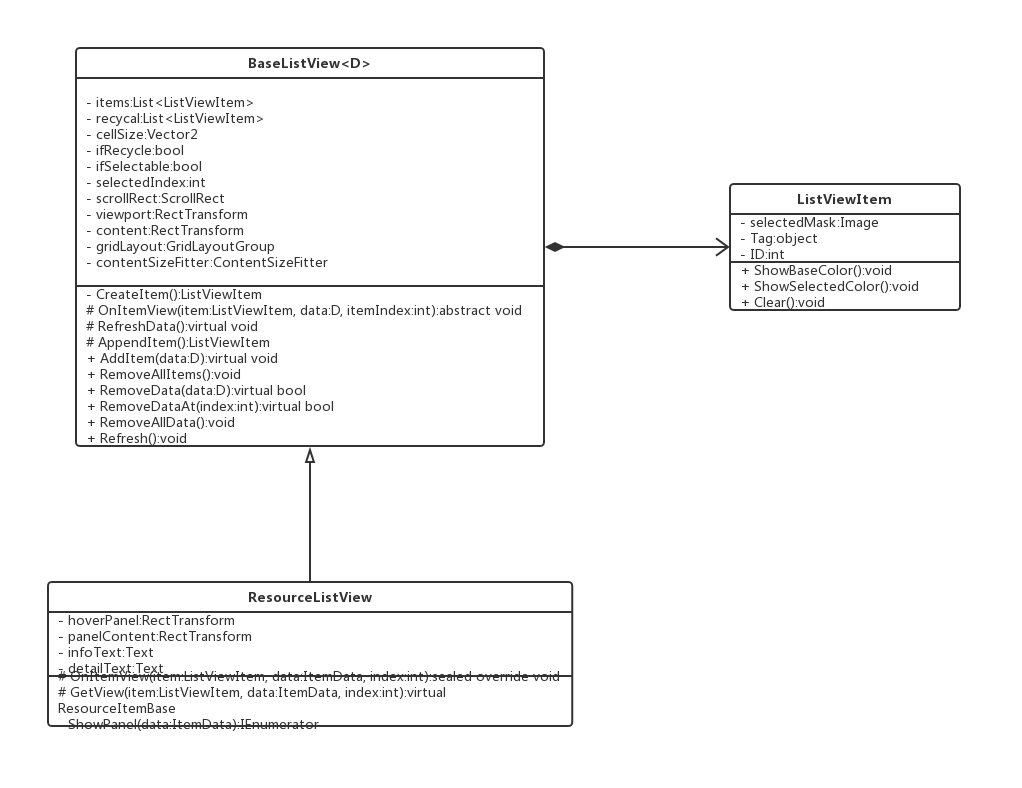 BaseListView<D>
- items:List<ListViewItem>
- recycal:List<ListViewItem>
- cellSize:Vector2
- ifRecycle:bool
- ifSelectable:bool
- selectedIndex:int
- scrollRect:ScrollRect
- viewport:RectTransform
- content:RectTransform
- gridLayout:GridLayoutGroup
- contentSizeFitter:ContentSizeFitter
- CreateItem():ListViewItem
# OnItemView(item:ListViewItem, data:D, itemIndex:int):abstract void
# RefreshData():virtual void
# AppendItem():ListViewItem
+ AddItem(data:D):virtual void
+ RemoveAllItems():void
+ RemoveData(data:D):virtual bool
+ RemoveDataAt(index:int):virtual bool
+ RemoveAllData():void
+ Refresh():void
ListViewItem
- selectedMask:Image
- Tag:object
- ID:int
+ ShowBaseColor():void
+ ShowSelectedColor():void
+ Clear():void
ResourceListView
- hoverPanel:RectTransform
- panelContent:RectTransform
- infoText:Text
- detailText:Text
# OnItemView(item:ListViewItem, data:ItemData, index:int):sealed override void
# GetView(item:ListViewItem, data:ItemData, index:int):virtual
ResourceItemBase
ShowPanel(data:ItemData):IEnumerator